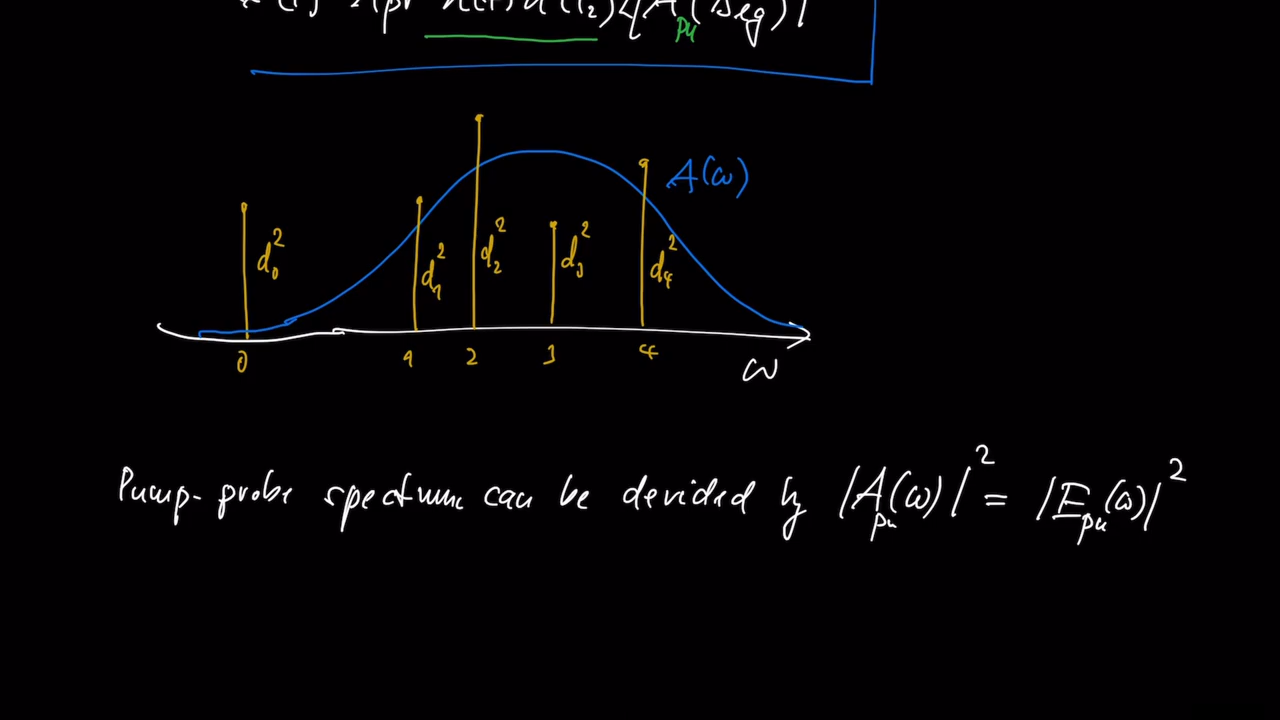 A(ω)
d₀² d₁² d₂² d₃² d₄²
0 1 2 3 4
ω
Pump-probe spectrum can be devided by |A_pu(ω)|² = |E_pu(ω)|²